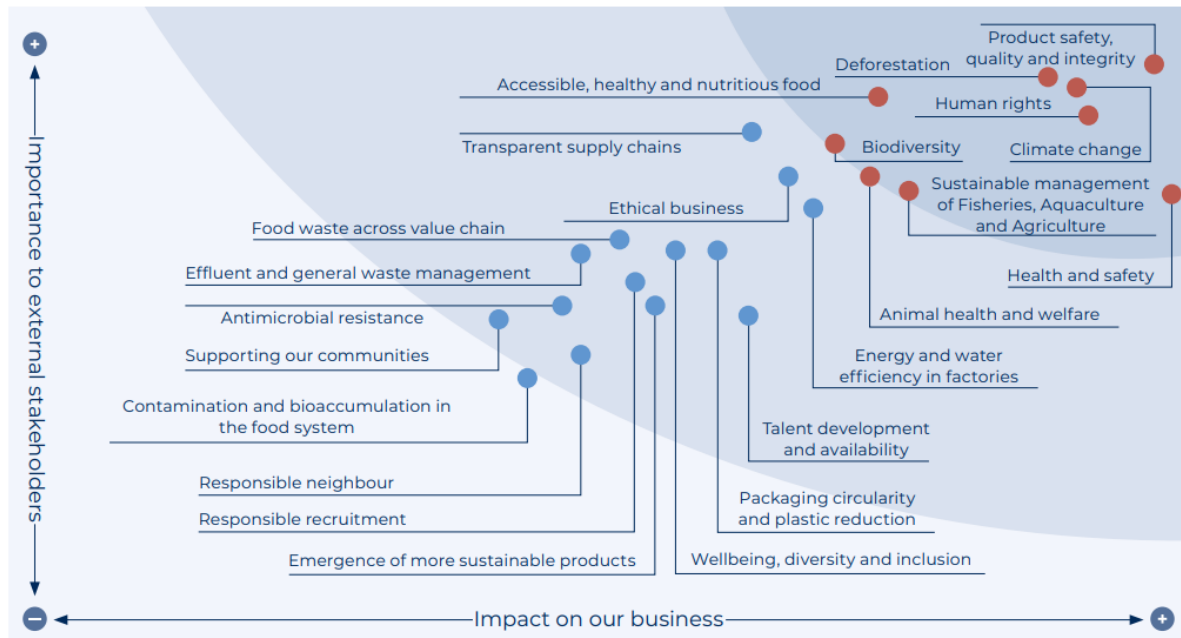 Product safety,
quality and integrity
Deforestation
Accessible, healthy and nutritious food
Human rights
Transparent supply chains
Biodiversity
Climate change
Sustainable management
of Fisheries, Aquaculture
and Agriculture
Ethical business
Food waste across value chain
Effluent and general waste management
Health and safety
Antimicrobial resistance
Animal health and welfare
Supporting our communities
Energy and water
efficiency in factories
Contamination and bioaccumulation in
the food system
Talent development
and availability
Responsible neighbour
Packaging circularity
and plastic reduction
Responsible recruitment
Emergence of more sustainable products
Wellbeing, diversity and inclusion
Importance to external stakeholders
Impact on our business